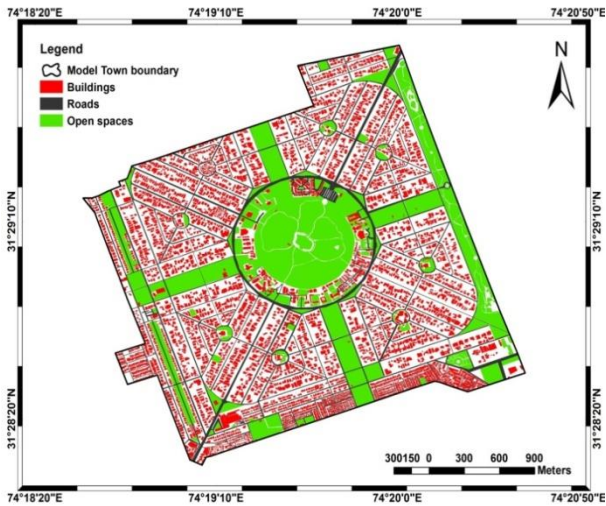 74°18'20"E 74°19'10"E 74°20'0"E 74°20'50"E
Legend
Model Town boundary
Buildings
Roads
Open spaces
N
31°29'10"N 31°29'10"N
31°28'20"N 31°28'20"N
300150 0 300 600 900
Meters
74°18'20"E 74°19'10"E 74°20'0"E 74°20'50"E